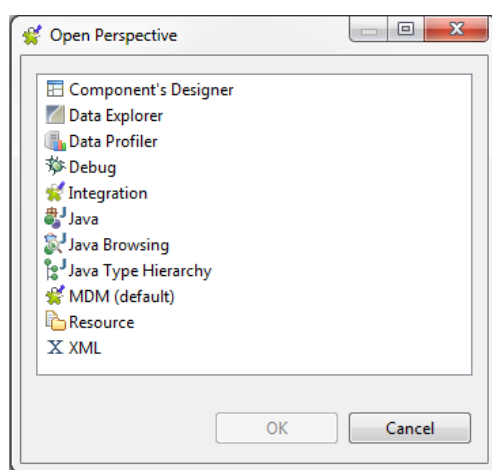 Open Perspective
Component's Designer
Data Explorer
Data Profiler
Debug
Integration
Java
Java Browsing
Java Type Hierarchy
MDM (default)
Resource
XML
OK
Cancel